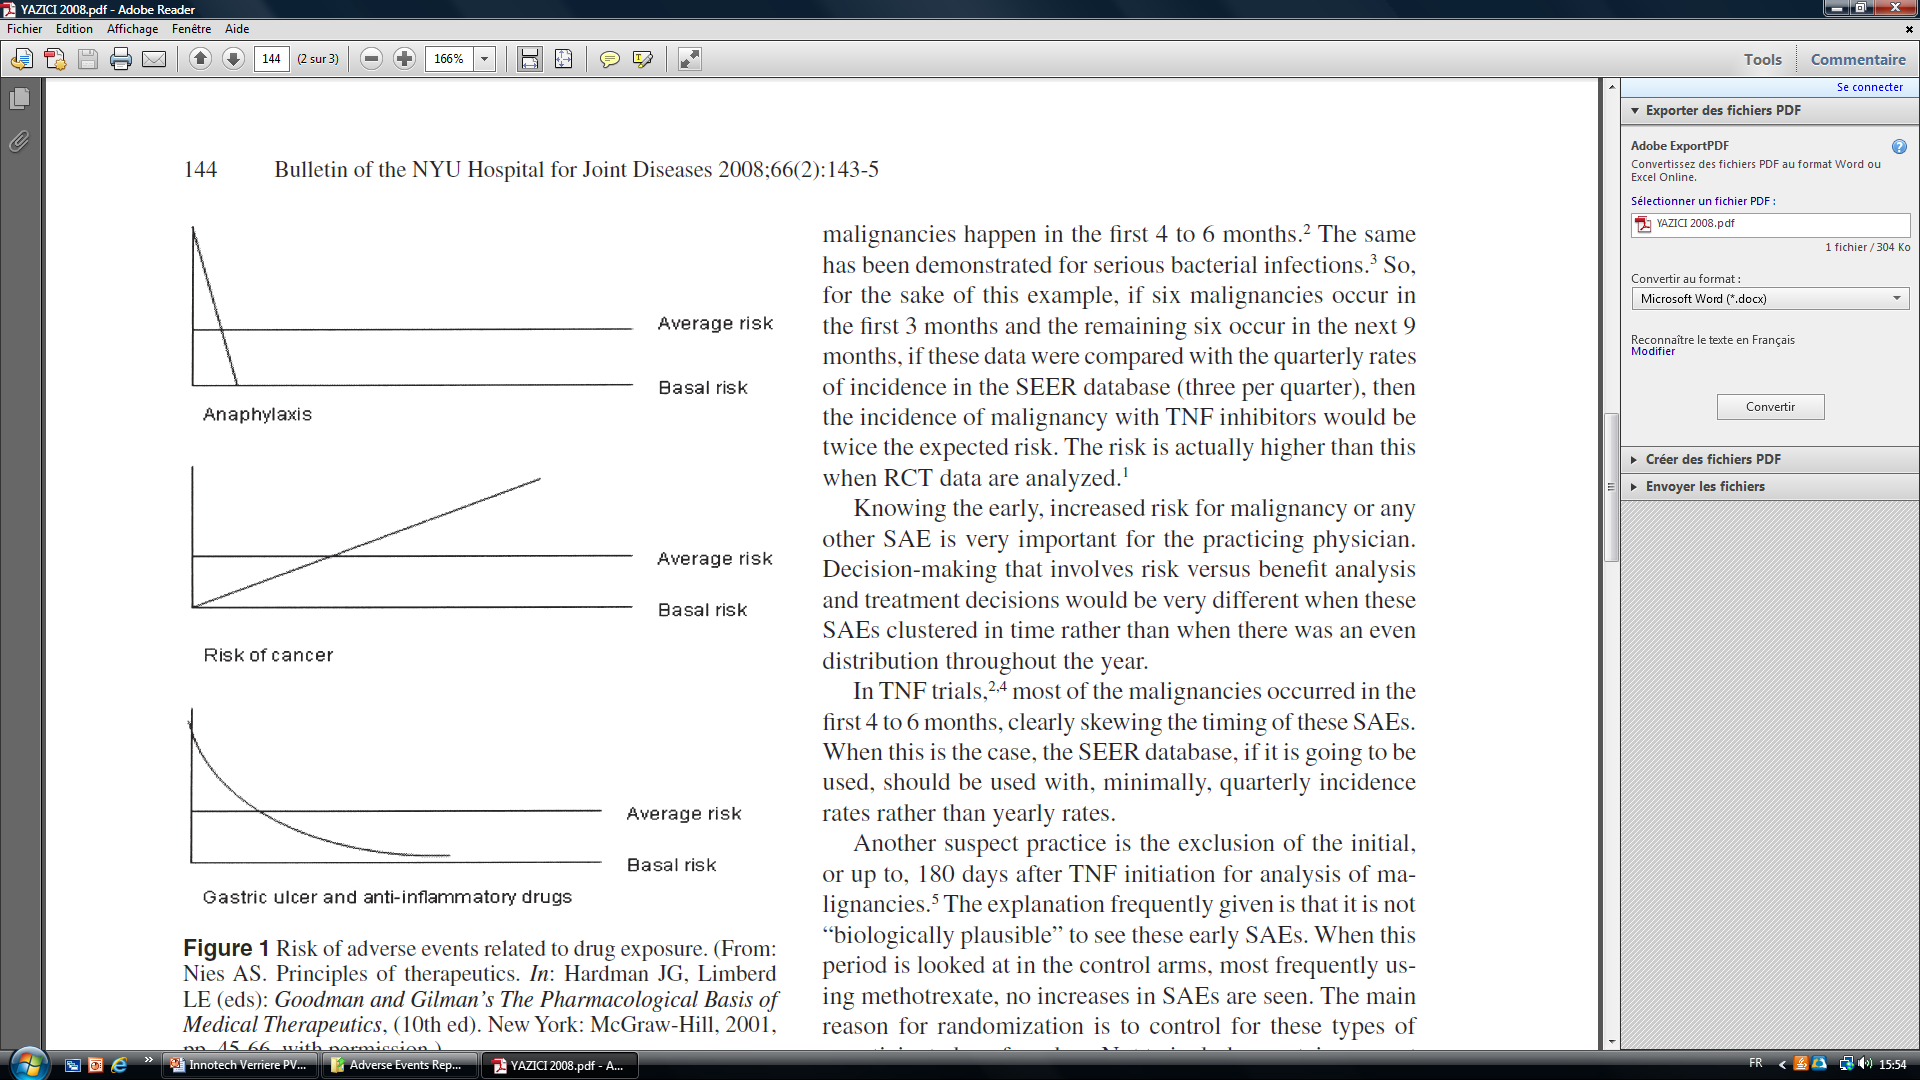 YAZICI 2008.pdf - Adobe Reader
Fichier Edition Affichage Fenêtre Aide
144 (2 sur 3) 166% Tools Commentaire
144 Bulletin of the NYU Hospital for Joint Diseases 2008;66(2):143-5
Average risk
Basal risk
Anaphylaxis
Average risk
Basal risk
Risk of cancer
Average risk
Basal risk
Gastric ulcer and anti-inflammatory drugs
Figure 1 Risk of adverse events related to drug exposure. (From:
Nies AS. Principles of therapeutics. In: Hardman JG, Limberd
LE (eds): Goodman and Gilman's The Pharmacological Basis of
Medical Therapeutics, (10th ed). New York: McGraw-Hill, 2001,
pp. 45-66, with permission.)
malignancies happen in the first 4 to 6 months.² The same
has been demonstrated for serious bacterial infections.³ So,
for the sake of this example, if six malignancies occur in
the first 3 months and the remaining six occur in the next 9
months, if these data were compared with the quarterly rates
of incidence in the SEER database (three per quarter), then
the incidence of malignancy with TNF inhibitors would be
twice the expected risk. The risk is actually higher than this
when RCT data are analyzed.¹
Knowing the early, increased risk for malignancy or any
other SAE is very important for the practicing physician.
Decision-making that involves risk versus benefit analysis
and treatment decisions would be very different when these
SAEs clustered in time rather than when there was an even
distribution throughout the year.
In TNF trials,²,⁴ most of the malignancies occurred in the
first 4 to 6 months, clearly skewing the timing of these SAEs.
When this is the case, the SEER database, if it is going to be
used, should be used with, minimally, quarterly incidence
rates rather than yearly rates.
Another suspect practice is the exclusion of the initial,
or up to, 180 days after TNF initiation for analysis of ma-
lignancies.⁵ The explanation frequently given is that it is not
“biologically plausible” to see these early SAEs. When this
period is looked at in the control arms, most frequently us-
ing methotrexate, no increases in SAEs are seen. The main
reason for randomization is to control for these types of
Se connecter
Exporter des fichiers PDF
Adobe ExportPDF
Convertissez des fichiers PDF au format Word ou
Excel Online.
Sélectionner un fichier PDF :
YAZICI 2008.pdf
1 fichier / 304 Ko
Convertir au format :
Microsoft Word (*.docx)
Reconnaître le texte en Français
Modifier
Convertir
Créer des fichiers PDF
Envoyer les fichiers
Innotech Verriere PV... Adverse Events Rep... YAZICI 2008.pdf - A... FR 15:54